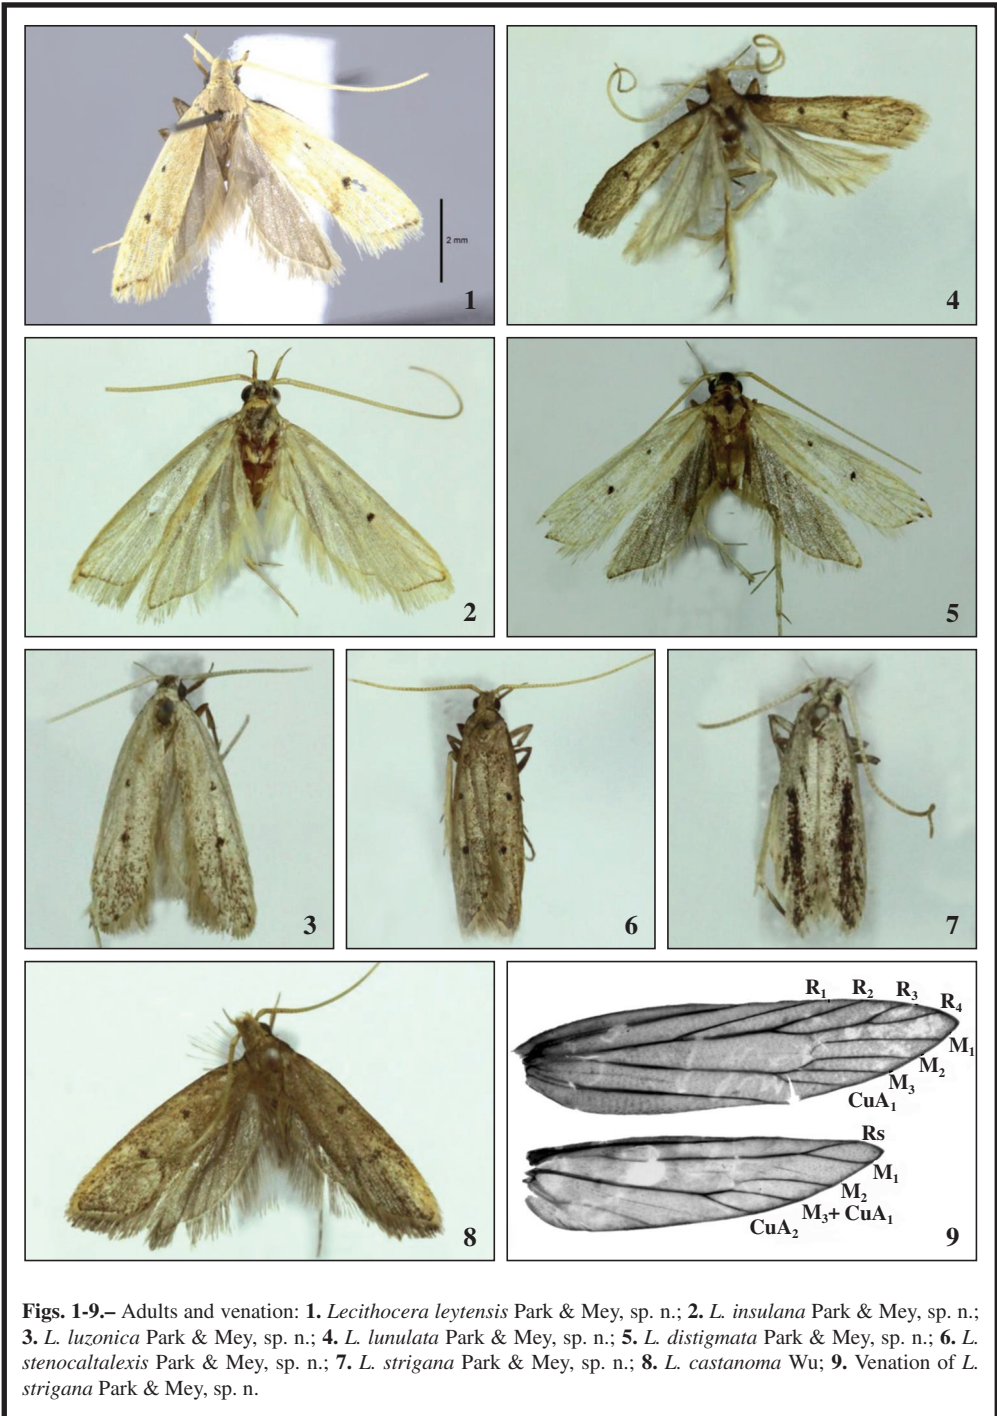 2 mm
1
4
2
5
3
6
7
8
R1 R2 R3 R4
M1
M2
M3
CuA1
Rs
M1
M2
M3+ CuA1
CuA2
9
Figs. 1-9.– Adults and venation: 1. Lecithocera leytensis Park & Mey, sp. n.; 2. L. insulana Park & Mey, sp. n.;
3. L. luzonica Park & Mey, sp. n.; 4. L. lunulata Park & Mey, sp. n.; 5. L. distigmata Park & Mey, sp. n.; 6. L.
stenocaltalexis Park & Mey, sp. n.; 7. L. strigana Park & Mey, sp. n.; 8. L. castanoma Wu; 9. Venation of L.
strigana Park & Mey, sp. n.